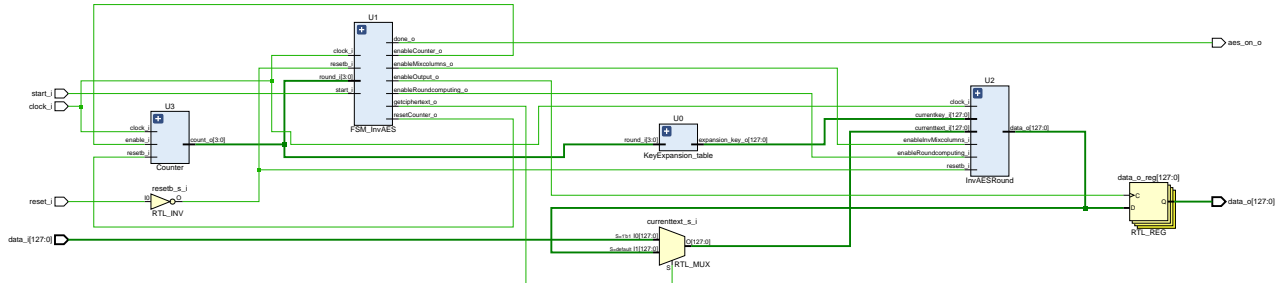 start_i
clock_i
reset_i
data_i[127:0]
U3
clock_i
enable_i
resetb_i
count_o[3:0]
Counter
resetb_s_i
I0
O
RTL_INV
U1
clock_i
resetb_i
round_i[3:0]
start_i
done_o
enableCounter_o
enableMixcolumns_o
enableOutput_o
enableRoundcomputing_o
getciphertext_o
resetCounter_o
FSM_InvAES
U0
round_i[3:0]
expansion_key_o[127:0]
KeyExpansion_table
currenttext_s_i
S=1'b1 I0[127:0]
S=default I1[127:0]
O[127:0]
S
RTL_MUX
U2
clock_i
currentkey_i[127:0]
currenttext_i[127:0]
enableInvMixcolumns_i
enableRoundcomputing_i
resetb_i
data_o[127:0]
InvAESRound
data_o_reg[127:0]
C
D
Q
RTL_REG
aes_on_o
data_o[127:0]